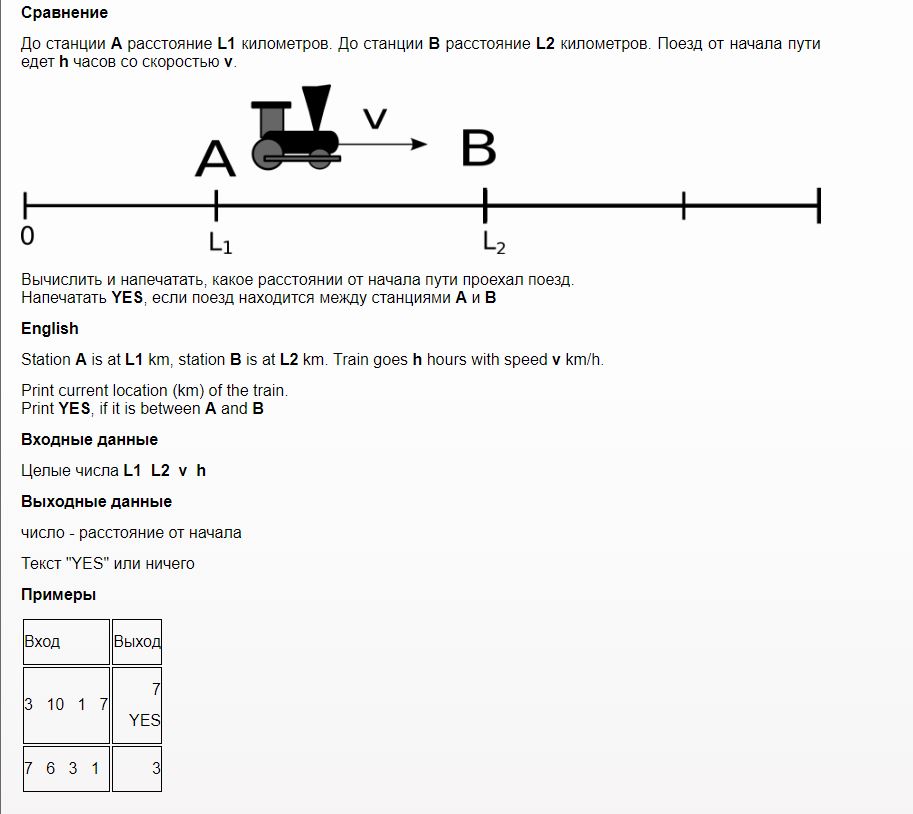 Сравнение
До станции A расстояние L1 километров. До станции B расстояние L2 километров. Поезд от начала пути
едет h часов со скоростью v.
v
A
B
0
L1
L2
Вычислить и напечатать, какое расстоянии от начала пути проехал поезд.
Напечатать YES, если поезд находится между станциями A и B
English
Station A is at L1 km, station B is at L2 km. Train goes h hours with speed v km/h.
Print current location (km) of the train.
Print YES, if it is between A and B
Входные данные
Целые числа L1 L2 v h
Выходные данные
число - расстояние от начала
Текст "YES" или ничего
Примеры
Вход Выход
3 10 1 7 7
YES
7 6 3 1 3